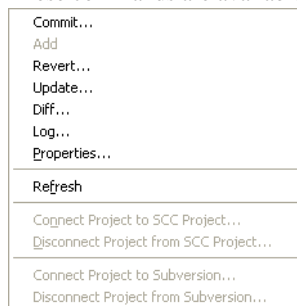 Commit...
Add
Revert...
Update...
Diff...
Log...
Properties...
Refresh
Connect Project to SCC Project...
Disconnect Project from SCC Project...
Connect Project to Subversion...
Disconnect Project from Subversion...